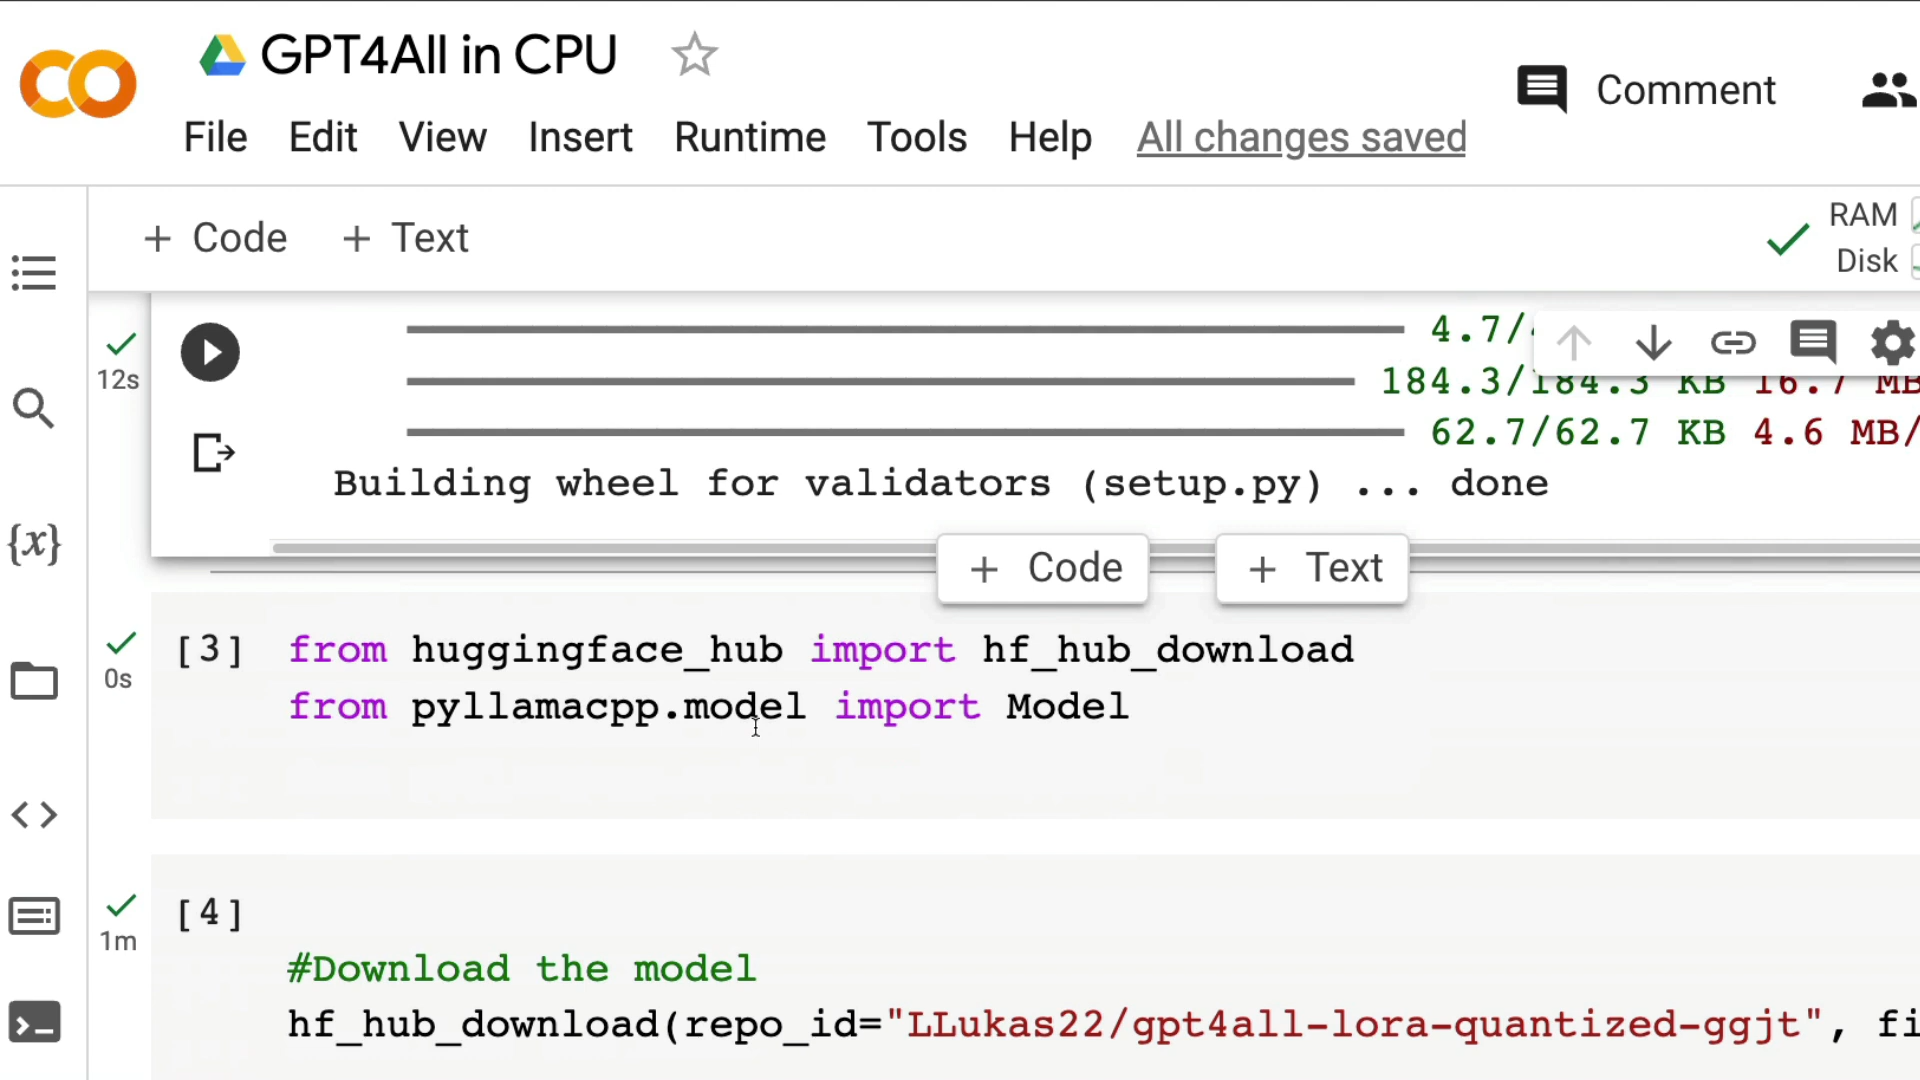 GPT4All in CPU
Comment
File Edit View Insert Runtime Tools Help All changes saved
+ Code + Text
RAM
Disk
12s
4.7/
184.3/184.3 KB 16.7 MB
62.7/62.7 KB 4.6 MB/
Building wheel for validators (setup.py) ... done
+ Code + Text
{x}
[3] from huggingface_hub import hf_hub_download
0s
from pyllamacpp.model import Model
[4]
1m
#Download the model
hf_hub_download(repo_id="LLukas22/gpt4all-lora-quantized-ggjt", fi